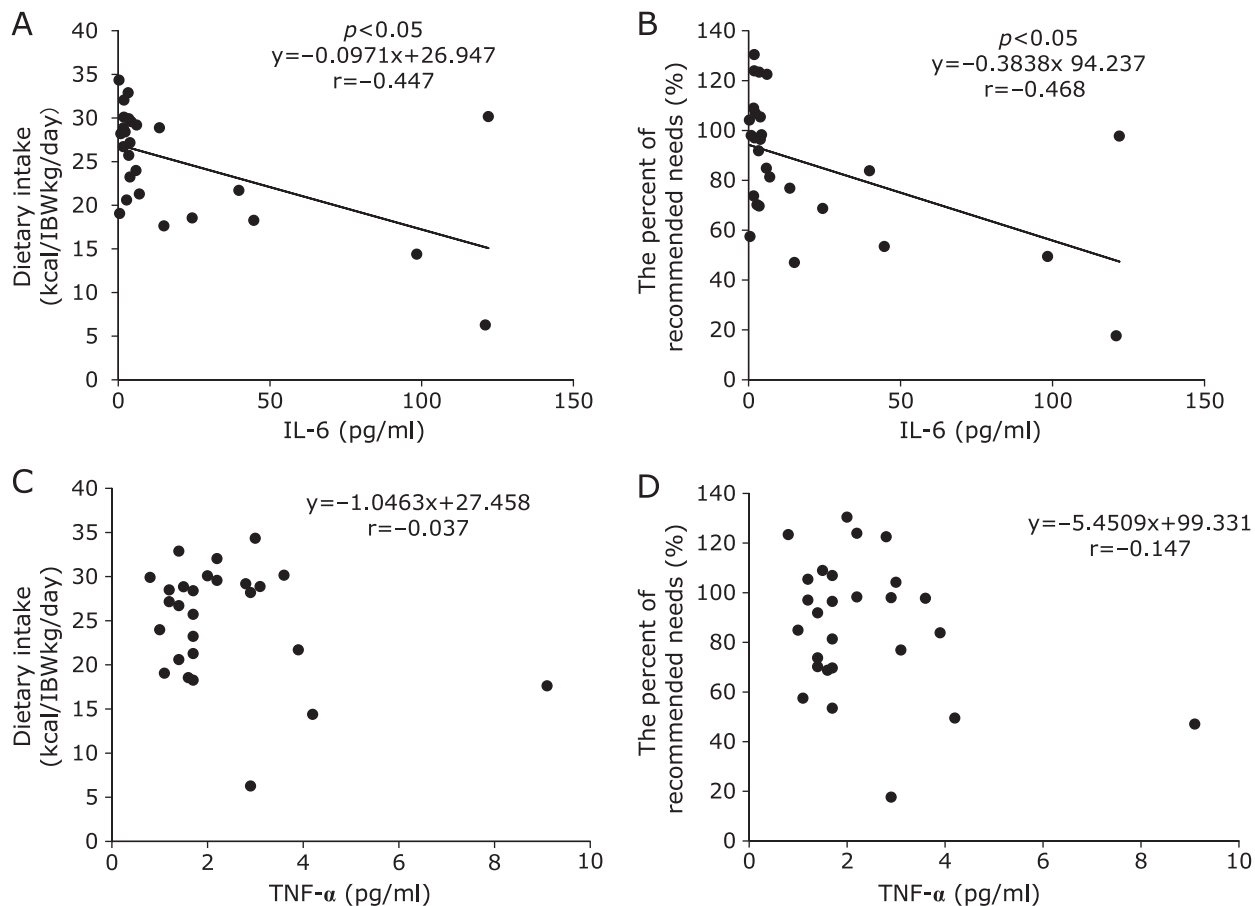 A
p<0.05
y=−0.0971x+26.947
r=−0.447
Dietary intake
(kcal/IBWkg/day)
40
35
30
25
20
15
10
5
0
0 50 100 150
IL-6 (pg/ml)
B
p<0.05
y=−0.3838x 94.237
r=−0.468
The percent of
recommended needs (%)
140
120
100
80
60
40
20
0
0 50 100 150
IL-6 (pg/ml)
C
y=−1.0463x+27.458
r=−0.037
Dietary intake
(kcal/IBWkg/day)
40
35
30
25
20
15
10
5
0
0 2 4 6 8 10
TNF-α (pg/ml)
D
y=−5.4509x+99.331
r=−0.147
The percent of
recommended needs (%)
140
120
100
80
60
40
20
0
0 2 4 6 8 10
TNF-α (pg/ml)